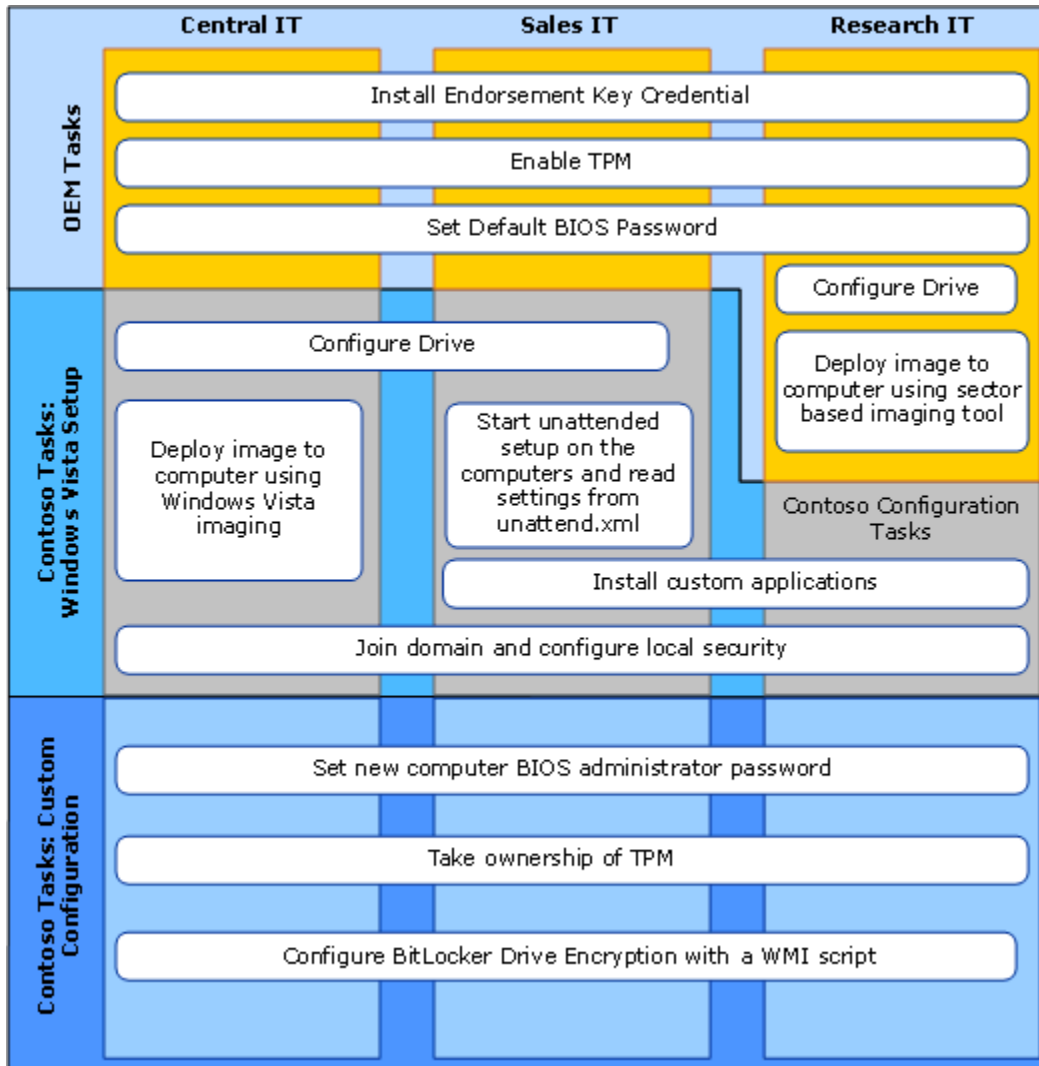 Central IT
Sales IT
Research IT
OEM Tasks
Install Endorsement Key Credential
Enable TPM
Set Default BIOS Password
Configure Drive
Deploy image to
computer using sector
based imaging tool
Contoso Tasks:
Windows Vista Setup
Configure Drive
Deploy image to
computer using
Windows Vista
imaging
Start unattended
setup on the
computers and read
settings from
unattend.xml
Contoso Configuration
Tasks
Install custom applications
Join domain and configure local security
Contoso Tasks: Custom
Configuration
Set new computer BIOS administrator password
Take ownership of TPM
Configure BitLocker Drive Encryption with a WMI script